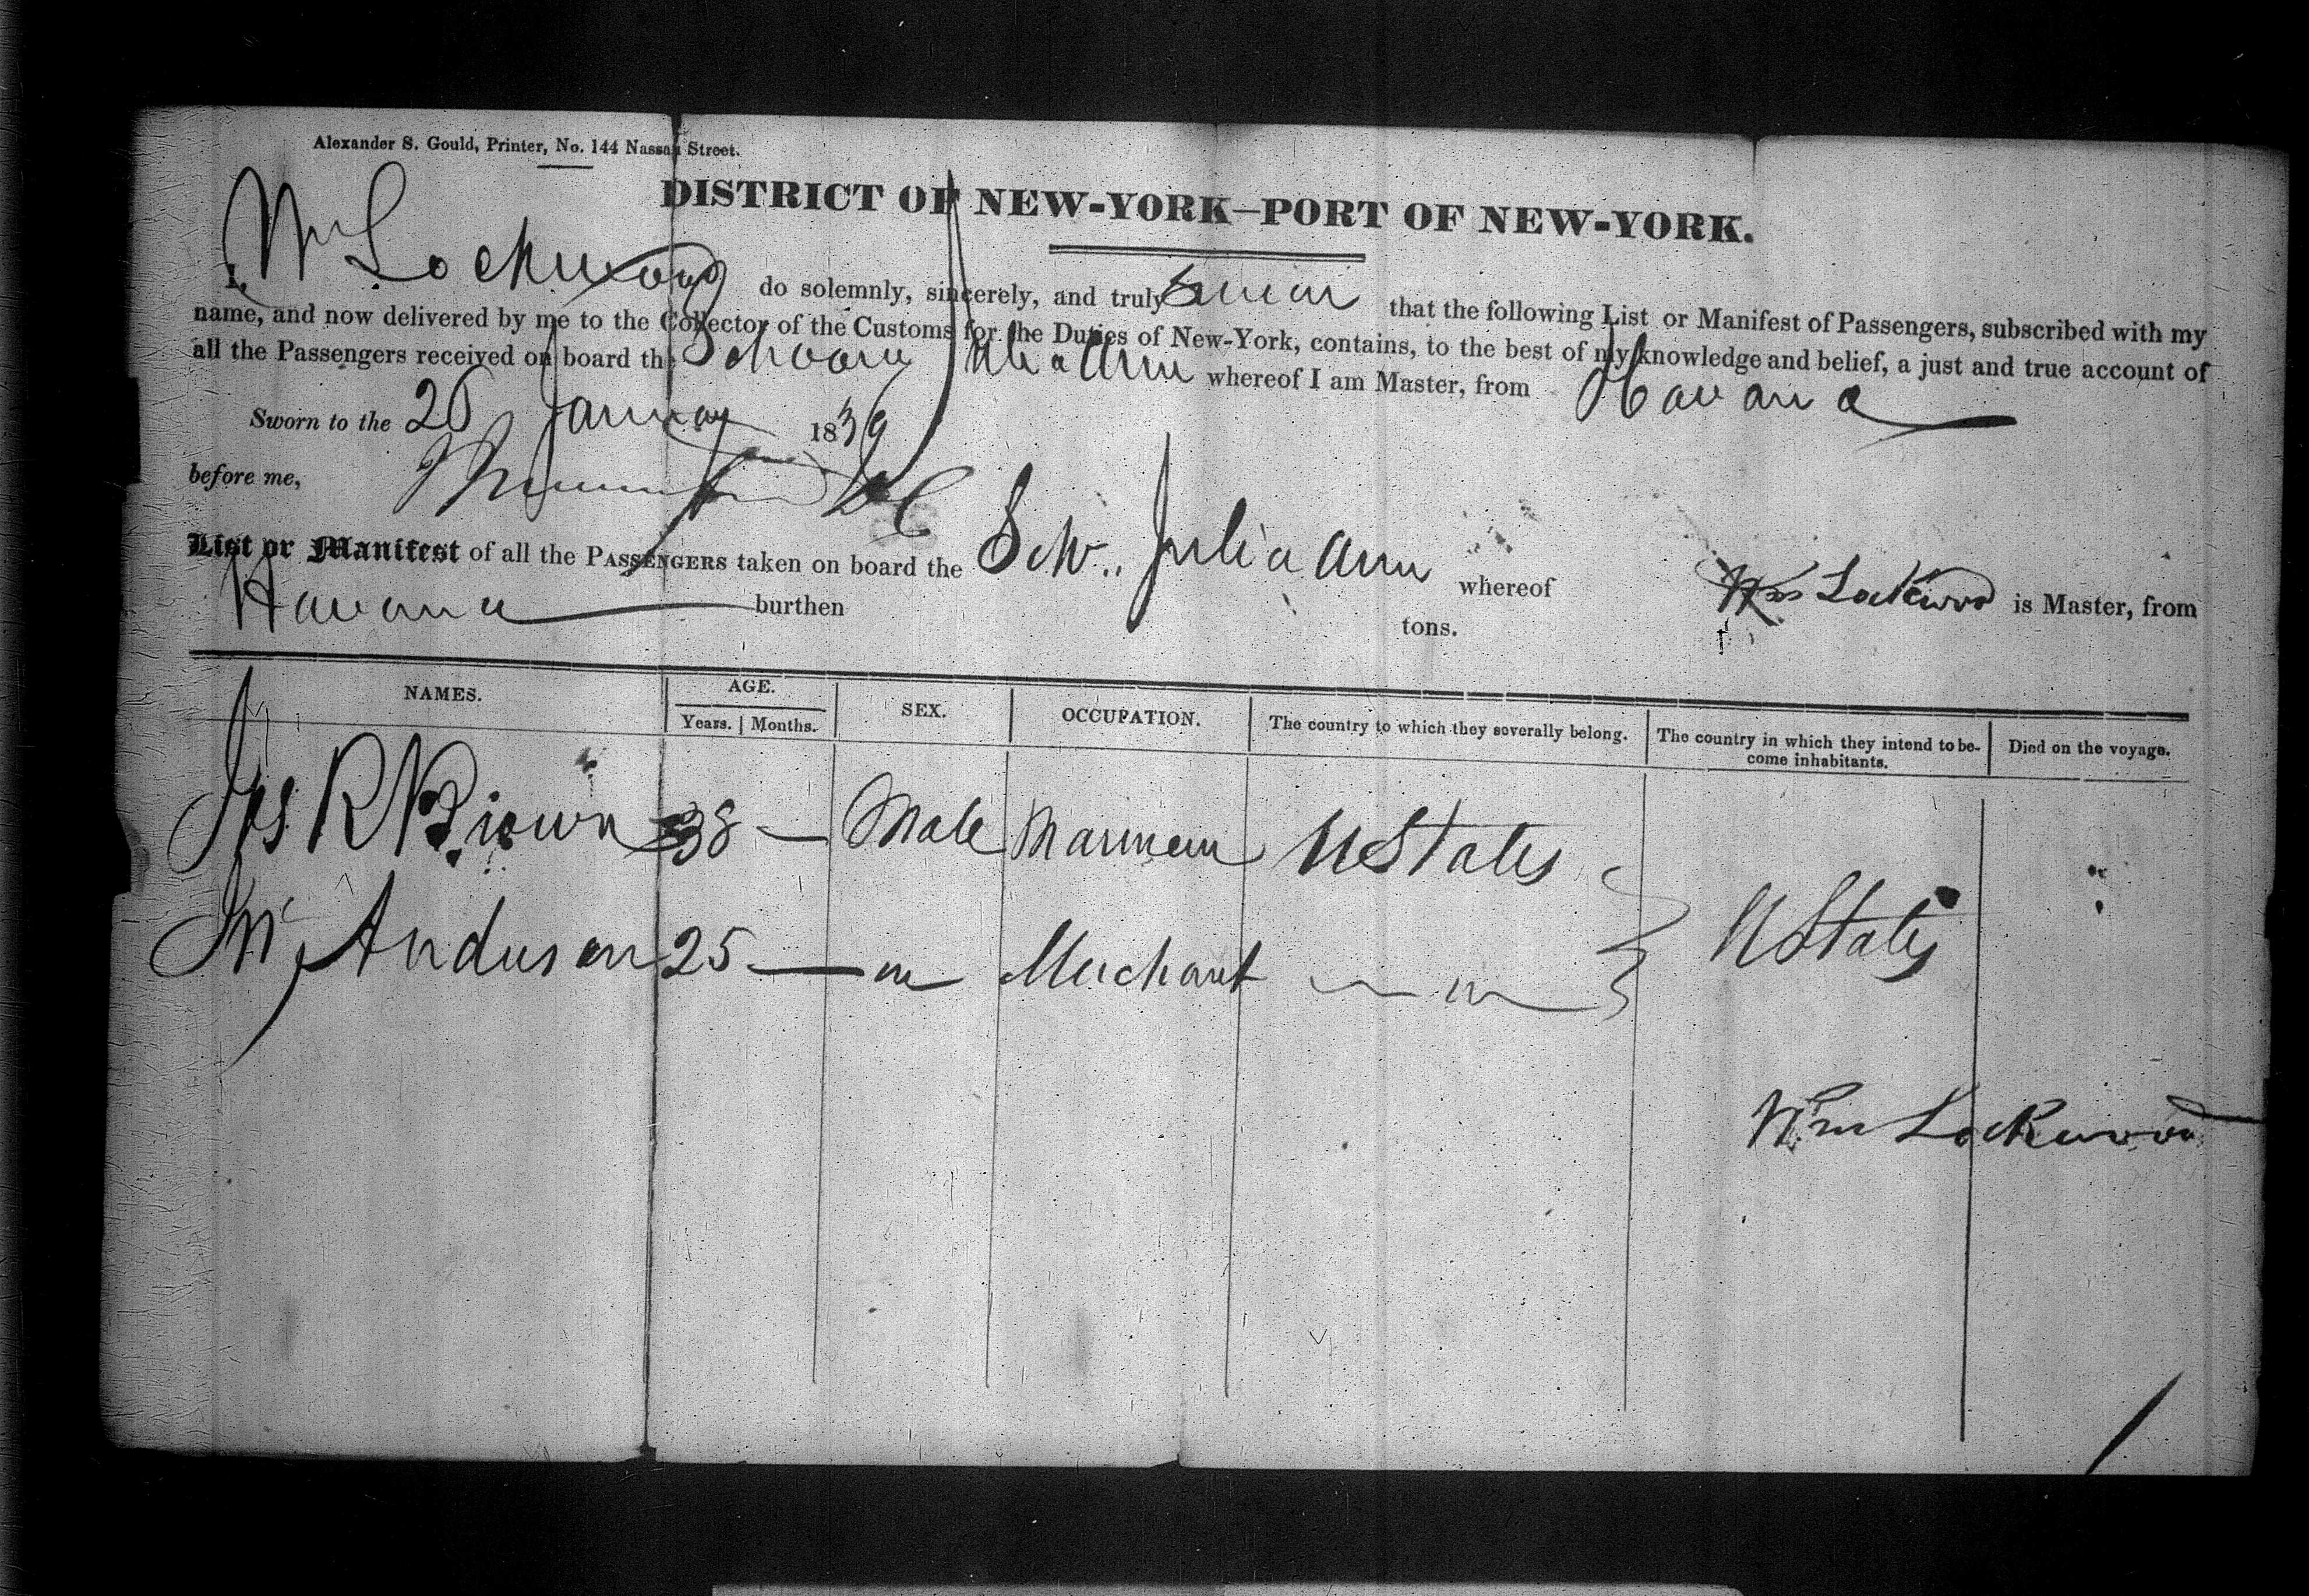 Alexander S. Gould, Printer, No. 144 Nassau Street.
DISTRICT OF NEW-YORK—PORT OF NEW-YORK.
I, Wm Lockwood do solemnly, sincerely, and truly swear that the following List or Manifest of Passengers, subscribed with my
name, and now delivered by me to the Collector of the Customs for the Duties of New-York, contains, to the best of my knowledge and belief, a just and true account of
all the Passengers received on board the Schooner Julia Ann whereof I am Master, from Havana
Sworn to the 26 January 1839
before me,
List or Manifest of all the PASSENGERS taken on board the Schr. Julia Ann whereof Wm Lockwood is Master, from
Havana burthen tons.
NAMES. AGE. SEX. OCCUPATION. The country to which they severally belong. The country in which they intend to be-come inhabitants. Died on the voyage.
Years. Months.
Jos R Brown 38 — Male Mariner UStates
Anderson 25 — Merchant UStates
Wm Lockwood